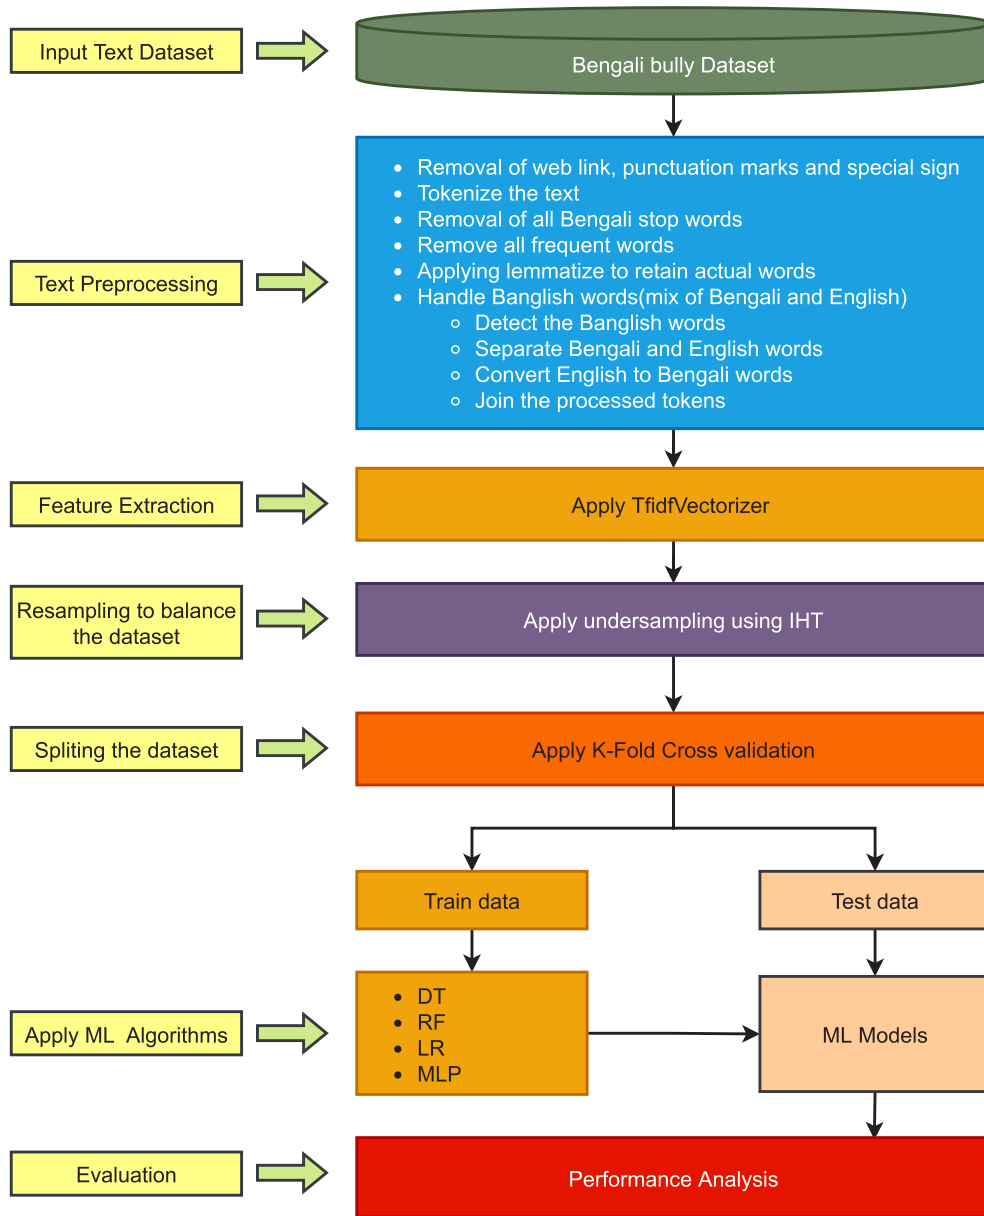 Input Text Dataset
Bengali bully Dataset
Text Preprocessing
• Removal of web link, punctuation marks and special sign
• Tokenize the text
• Removal of all Bengali stop words
• Remove all frequent words
• Applying lemmatize to retain actual words
• Handle Banglish words(mix of Bengali and English)
○ Detect the Banglish words
○ Separate Bengali and English words
○ Convert English to Bengali words
○ Join the processed tokens
Feature Extraction
Apply TfidfVectorizer
Resampling to balance
the dataset
Apply undersampling using IHT
Spliting the dataset
Apply K-Fold Cross validation
Train data
Test data
Apply ML Algorithms
• DT
• RF
• LR
• MLP
ML Models
Evaluation
Performance Analysis